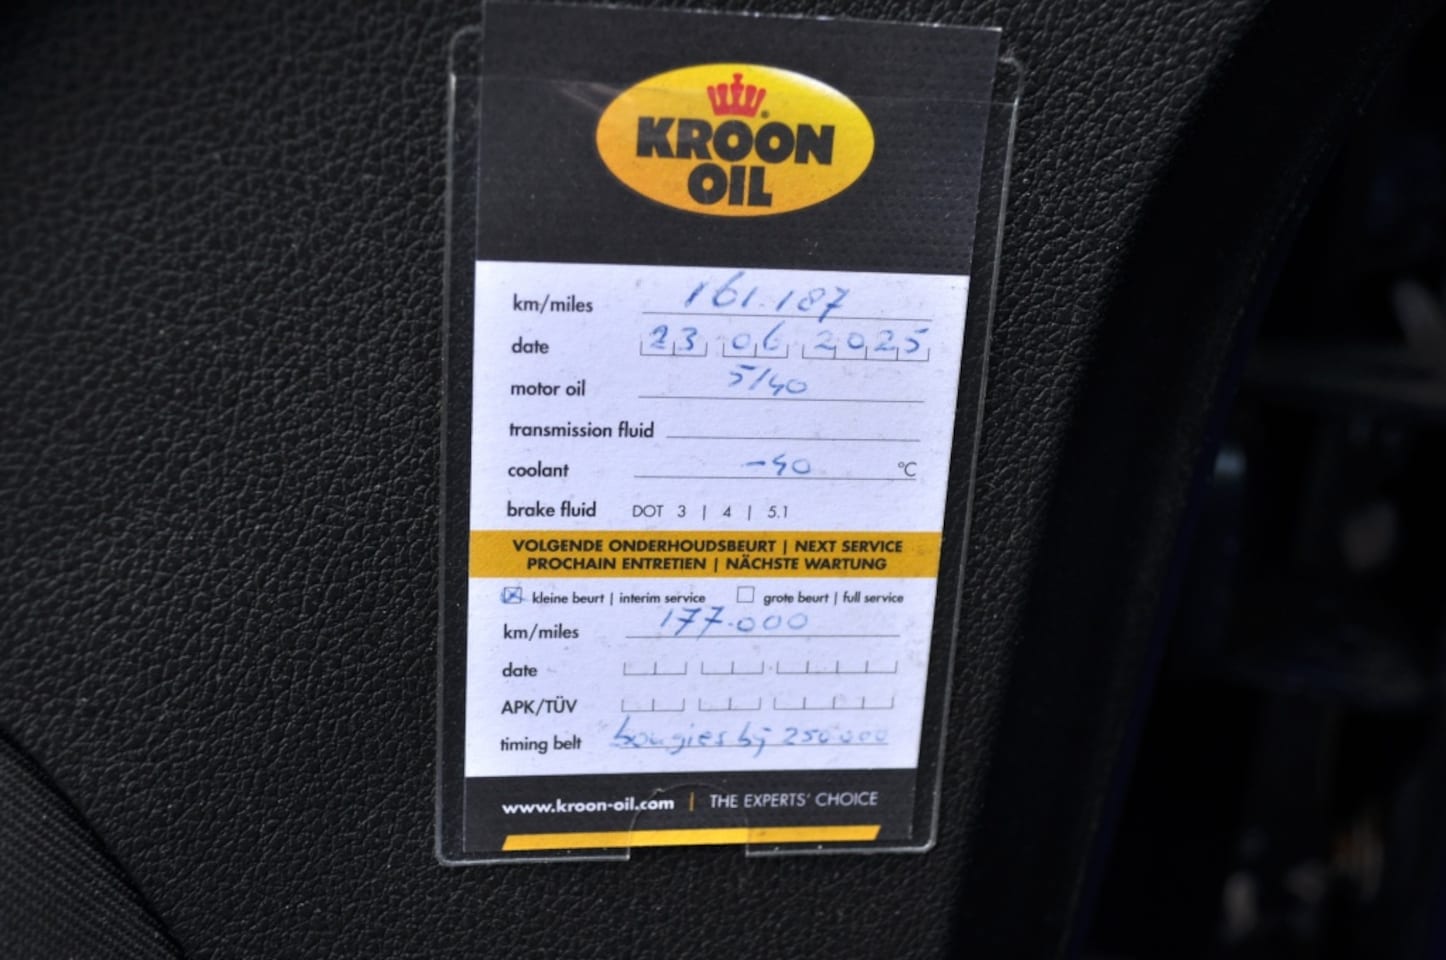 KROON
OIL
km/miles 161.187
date 23 06 2025
motor oil 5/40
transmission fluid
coolant -40 °C
brake fluid DOT 3 | 4 | 5.1
VOLGENDE ONDERHOUDSBEURT | NEXT SERVICE
PROCHAIN ENTRETIEN | NÄCHSTE WARTUNG
kleine beurt | interim service grote beurt | full service
km/miles 177.000
date
APK/TÜV
timing belt bougies bij 250000
www.kroon-oil.com | THE EXPERTS' CHOICE